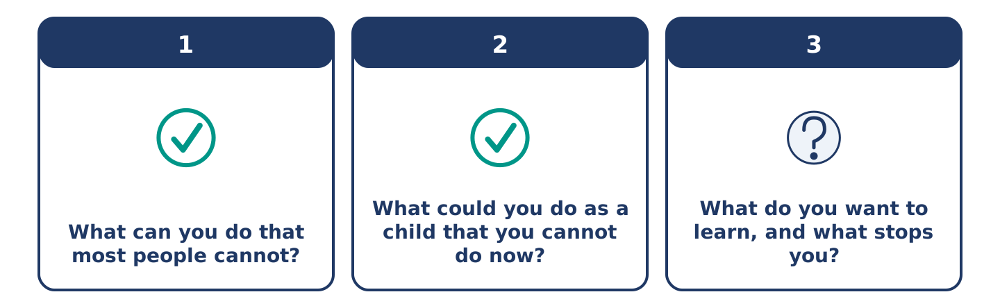 1
What can you do that
most people cannot?
2
What could you do as a
child that you cannot
do now?
3
What do you want to
learn, and what stops
you?